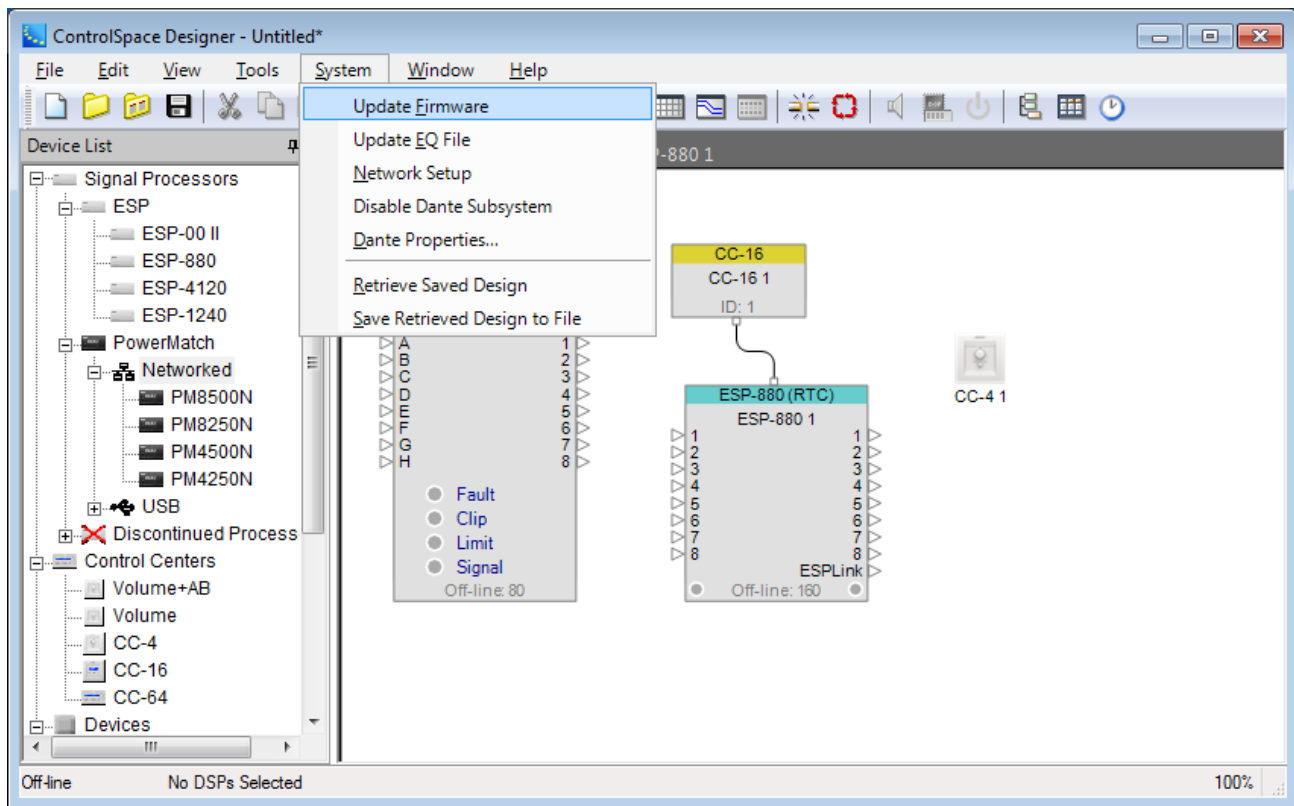 ControlSpace Designer - Untitled*
File Edit View Tools System Window Help
Update Firmware
Update EQ File
Network Setup
Disable Dante Subsystem
Dante Properties...
Retrieve Saved Design
Save Retrieved Design to File
Device List
Signal Processors
ESP
ESP-00 II
ESP-880
ESP-4120
ESP-1240
PowerMatch
Networked
PM8500N
PM8250N
PM4500N
PM4250N
USB
Discontinued Process
Control Centers
Volume+AB
Volume
CC-4
CC-16
CC-64
Devices
-880 1
A 1
B 2
C 3
D 4
E 5
F 6
G 7
H 8
Fault
Clip
Limit
Signal
Off-line: 80
CC-16
CC-16 1
ID: 1
ESP-880 (RTC)
ESP-880 1
1 1
2 2
3 3
4 4
5 5
6 6
7 7
8 8
ESPLink
Off-line: 160
CC-4 1
Off-line No DSPs Selected 100%